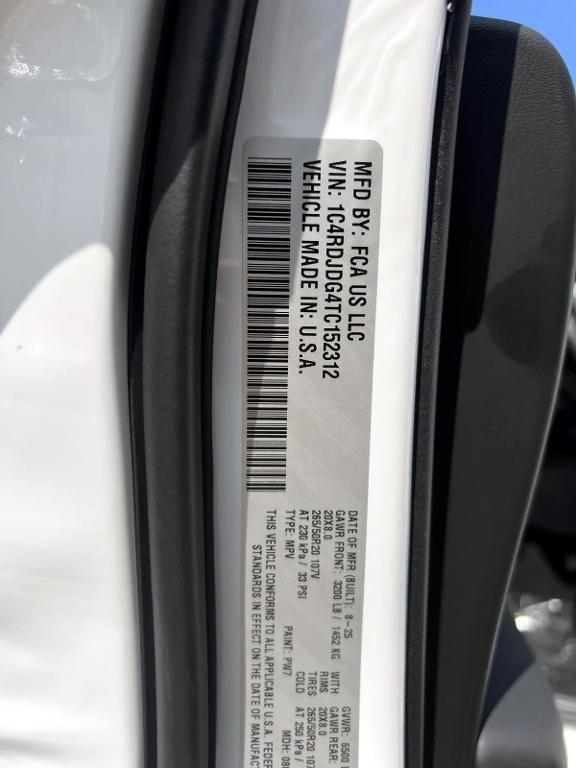 MFD BY: FCA US LLC
VIN: 1C4RDJDG4TC152312
VEHICLE MADE IN: U.S.A.
DATE OF MFR (BUILT): 8-25 GVWR: 6500
GAWR FRONT: 3200 LB / 1452 KG WITH GAWR REAR:
20X8.0 RIMS 20X8.0
265/50R20 107V TIRES 265/50R20
AT 230 kPa / 33 PSI COLD AT 250 kPa
TYPE: MPV PAINT: PW7 MDH:
THIS VEHICLE CONFORMS TO ALL APPLICABLE U.S.A.
STANDARDS IN EFFECT ON THE DATE OF